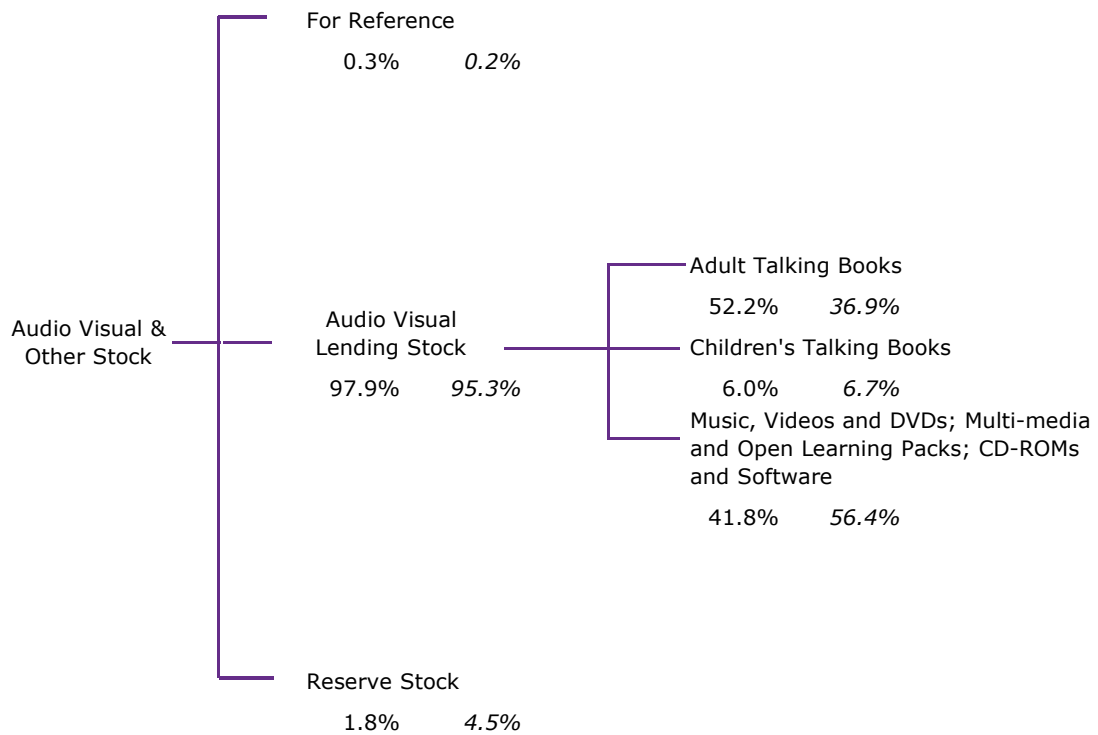 For Reference
0.3% 0.2%
Audio Visual &
Other Stock
Audio Visual
Lending Stock
97.9% 95.3%
Adult Talking Books
52.2% 36.9%
Children's Talking Books
6.0% 6.7%
Music, Videos and DVDs; Multi-media
and Open Learning Packs; CD-ROMs
and Software
41.8% 56.4%
Reserve Stock
1.8% 4.5%